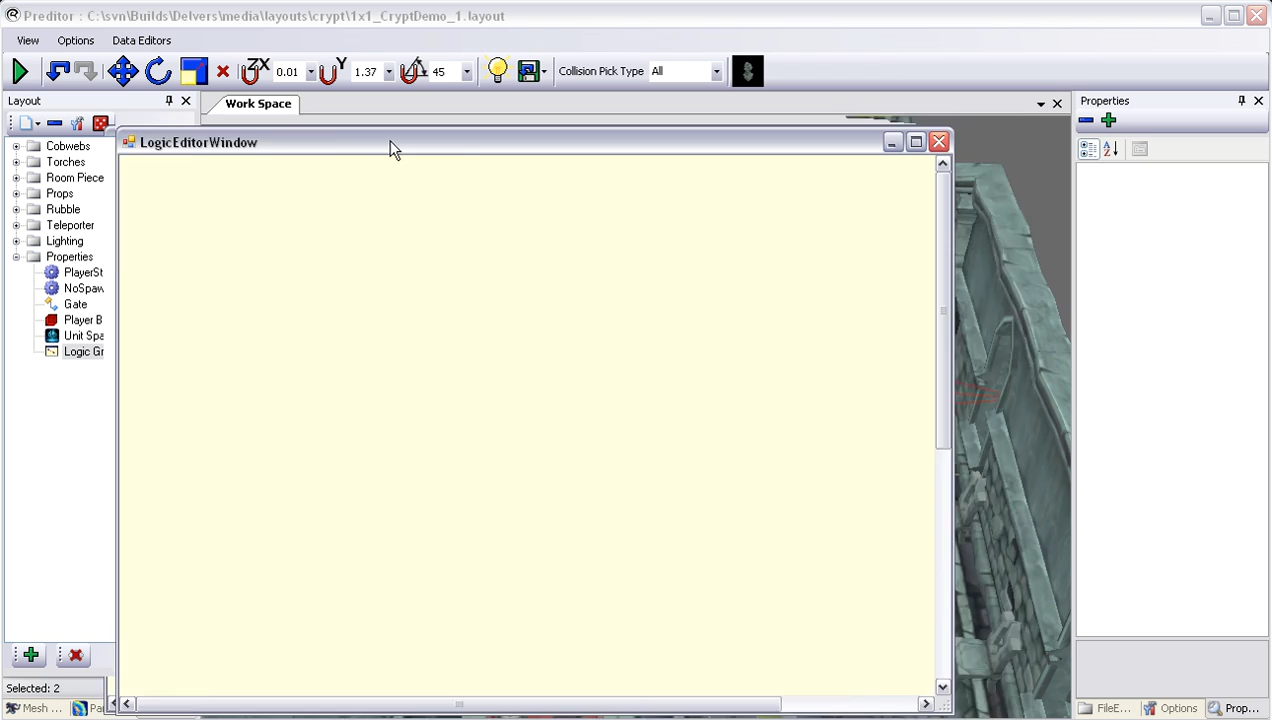 Preditor : C:\svn\Builds\Delvers\media\layouts\crypt\1x1_CryptDemo_1.layout
View Options Data Editors
ZX 0.01 Y 1.37 45 Collision Pick Type All
Layout
Work Space
Properties
LogicEditorWindow
Cobwebs
Torches
Room Piece
Props
Rubble
Teleporter
Lighting
Properties
PlayerSt
NoSpaw
Gate
Player B
Unit Spa
Logic Gr
Selected: 2
Mesh ... Pa
FileE... Options Prop...